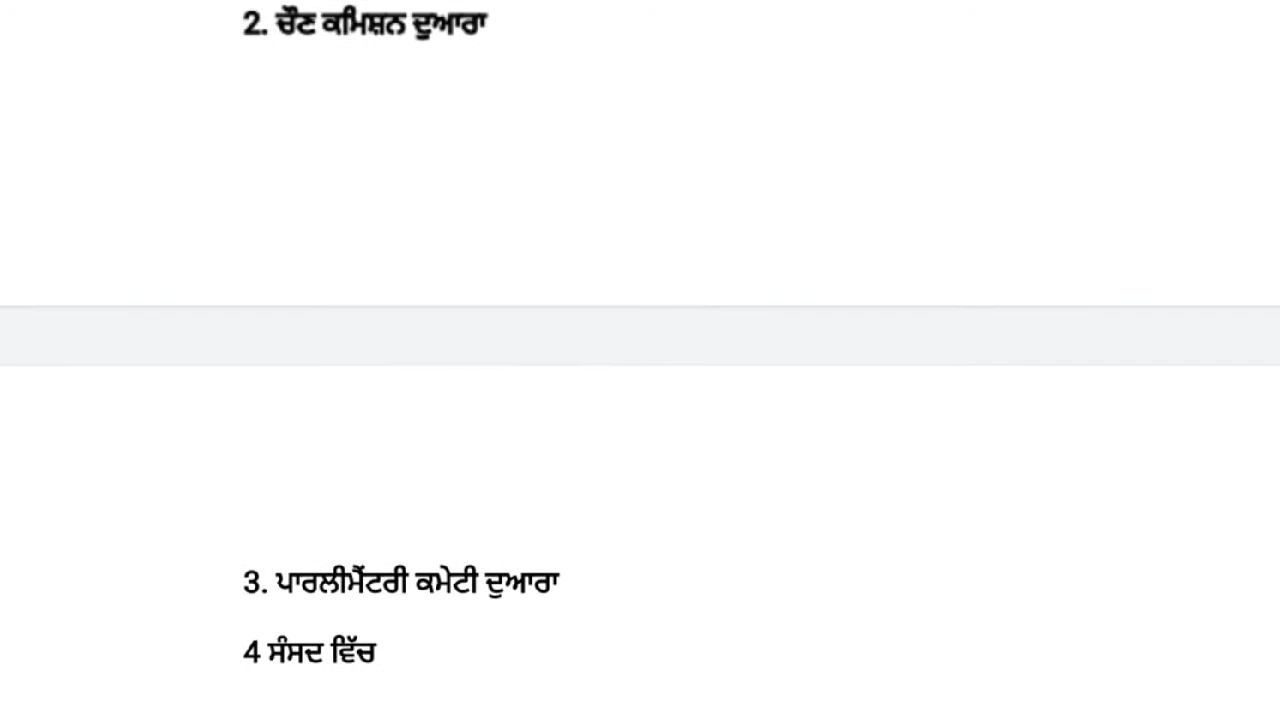 2. ਚੌਣ ਕਮਿਸ਼ਨ ਦੁਆਰਾ
3. ਪਾਰਲੀਮੈਂਟਰੀ ਕਮੇਟੀ ਦੁਆਰਾ
4 ਸੰਸਦ ਵਿੱਚ